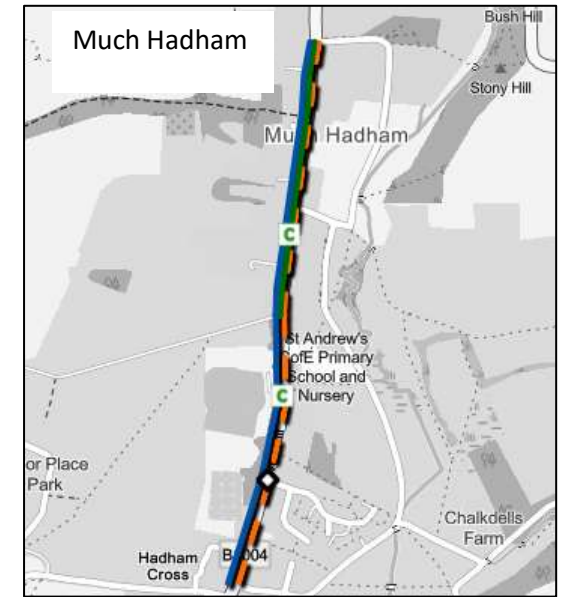 Bush Hill
Much Hadham
Stony Hill
Much Hadham
C
St Andrew's
CofE Primary
School and
Nursery
C
or Place
Park
Chalkdells
Farm
Hadham
Cross